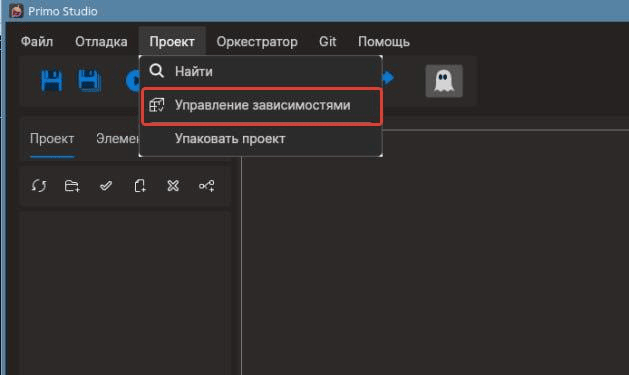 Primo Studio
Файл Отладка Проект Оркестратор Git Помощь
Найти
Управление зависимостями
Проект Элемен
Упаковать проект